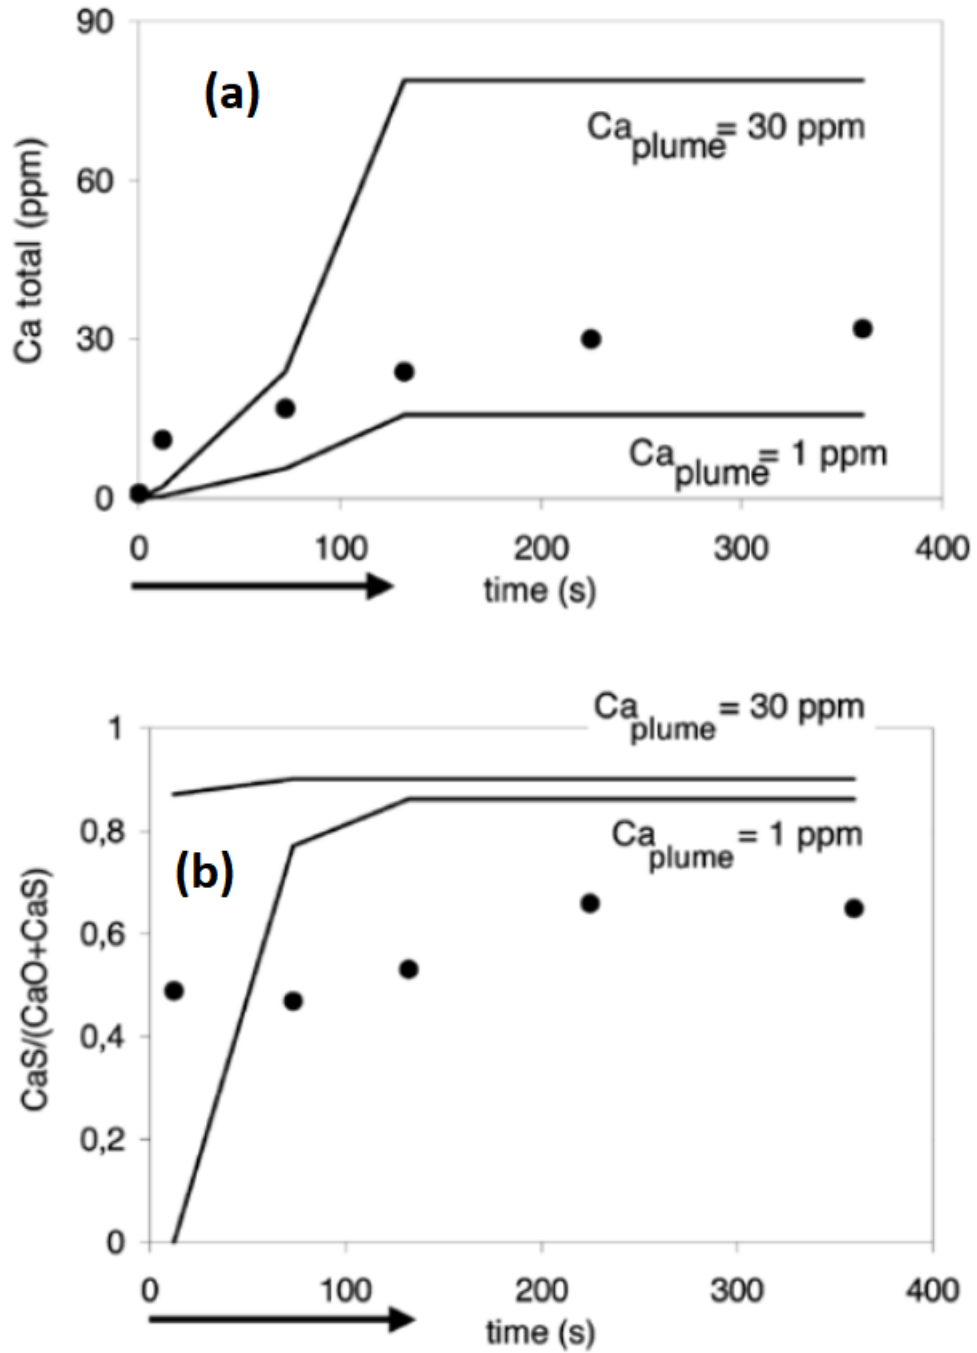 90
(a)
Ca plume = 30 ppm
60
Ca total (ppm)
30
Ca plume = 1 ppm
0
0 100 200 300 400
time (s)
Ca plume = 30 ppm
1
0,8
Ca plume = 1 ppm
(b)
0,6
CaS/(CaO+CaS)
0,4
0,2
0
0 100 200 300 400
time (s)